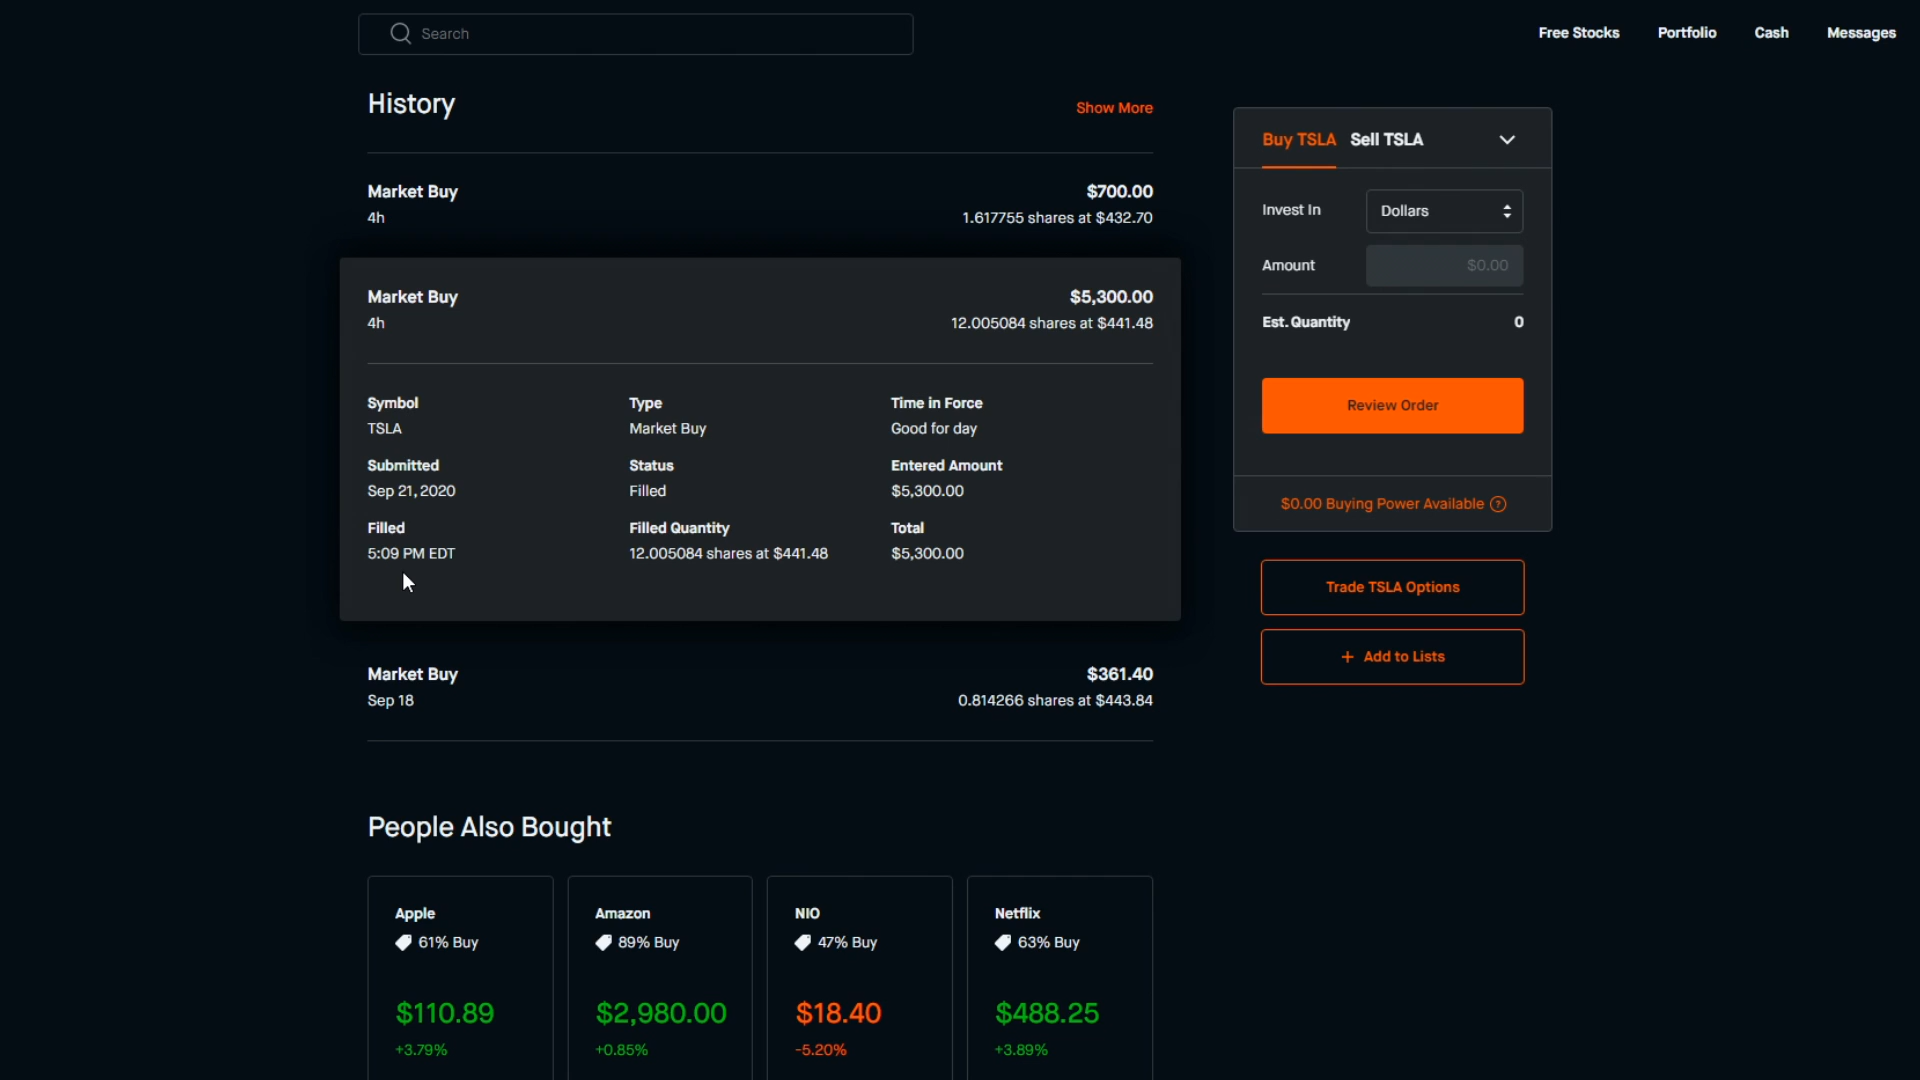 Search
Free Stocks Portfolio Cash Messages
History
Show More
Market Buy $700.00
4h 1.617755 shares at $432.70
Market Buy $5,300.00
4h 12.005084 shares at $441.48
Symbol Type Time in Force
TSLA Market Buy Good for day
Submitted Status Entered Amount
Sep 21, 2020 Filled $5,300.00
Filled Filled Quantity Total
5:09 PM EDT 12.005084 shares at $441.48 $5,300.00
Market Buy $361.40
Sep 18 0.814266 shares at $443.84
People Also Bought
Apple Amazon NIO Netflix
61% Buy 89% Buy 47% Buy 63% Buy
$110.89 $2,980.00 $18.40 $488.25
+3.79% +0.85% -5.20% +3.89%
Buy TSLA Sell TSLA
Invest In Dollars
Amount $0.00
Est. Quantity 0
Review Order
$0.00 Buying Power Available ?
Trade TSLA Options
+ Add to Lists